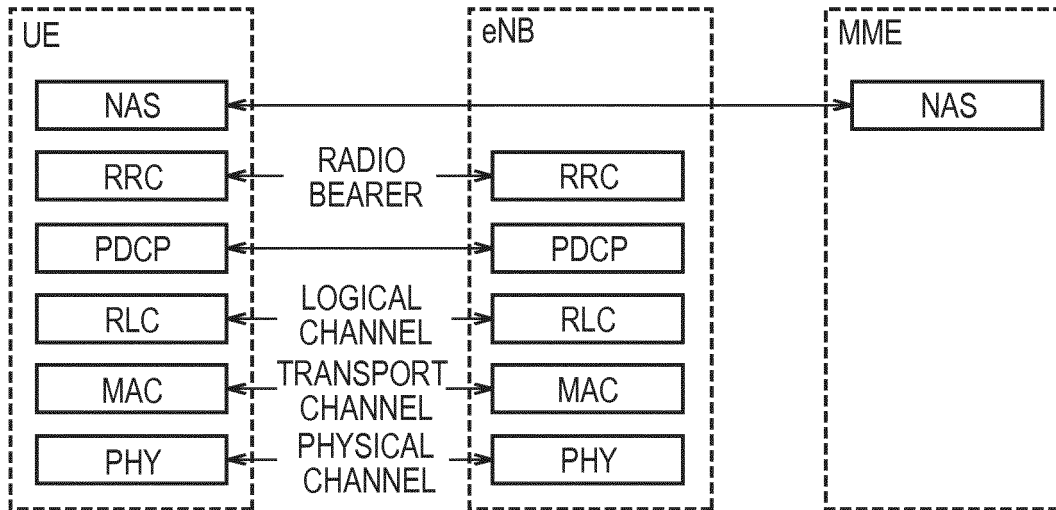 UE
eNB
MME
NAS
NAS
RRC
RADIO
BEARER
RRC
PDCP
PDCP
RLC
LOGICAL
CHANNEL
RLC
MAC
TRANSPORT
CHANNEL
MAC
PHY
PHYSICAL
CHANNEL
PHY